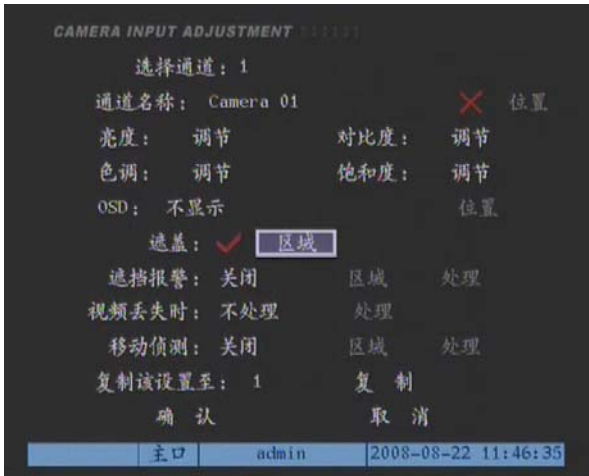 CAMERA INPUT ADJUSTMENT
选择通道: 1
通道名称: Camera 01 位置
亮度: 调节 对比度: 调节
色调: 调节 饱和度: 调节
OSD: 不显示 位置
遮盖: 区域
遮挡报警: 关闭 区域 处理
视频丢失时: 不处理 处理
移动侦测: 关闭 区域 处理
复制该设置至: 1 复 制
确 认 取 消
主口 admin 2008-08-22 11:46:35